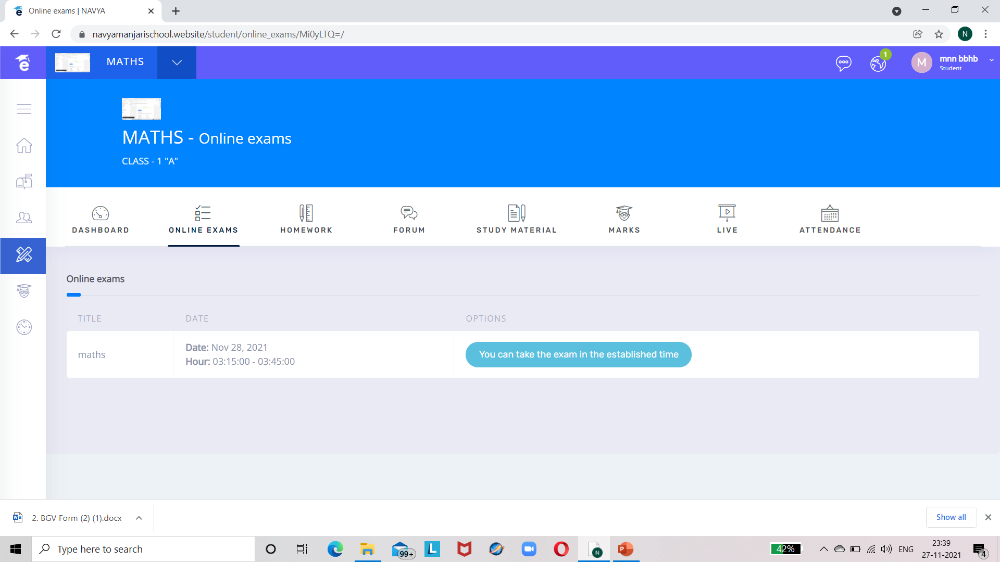 Online exams | NAVYA
navyamanjarischool.website/student/online_exams/Mi0yLTQ=/
N
MATHS
1
M
mnn bbhb
Student
MATHS - Online exams
CLASS - 1 "A"
DASHBOARD
ONLINE EXAMS
HOMEWORK
FORUM
STUDY MATERIAL
MARKS
LIVE
ATTENDANCE
Online exams
TITLE
DATE
OPTIONS
maths
Date: Nov 28, 2021
Hour: 03:15:00 - 03:45:00
You can take the exam in the established time
2. BGV Form (2) (1).docx
Show all
Type here to search
99+
L
N
P
42%
ENG
23:39
27-11-2021
4